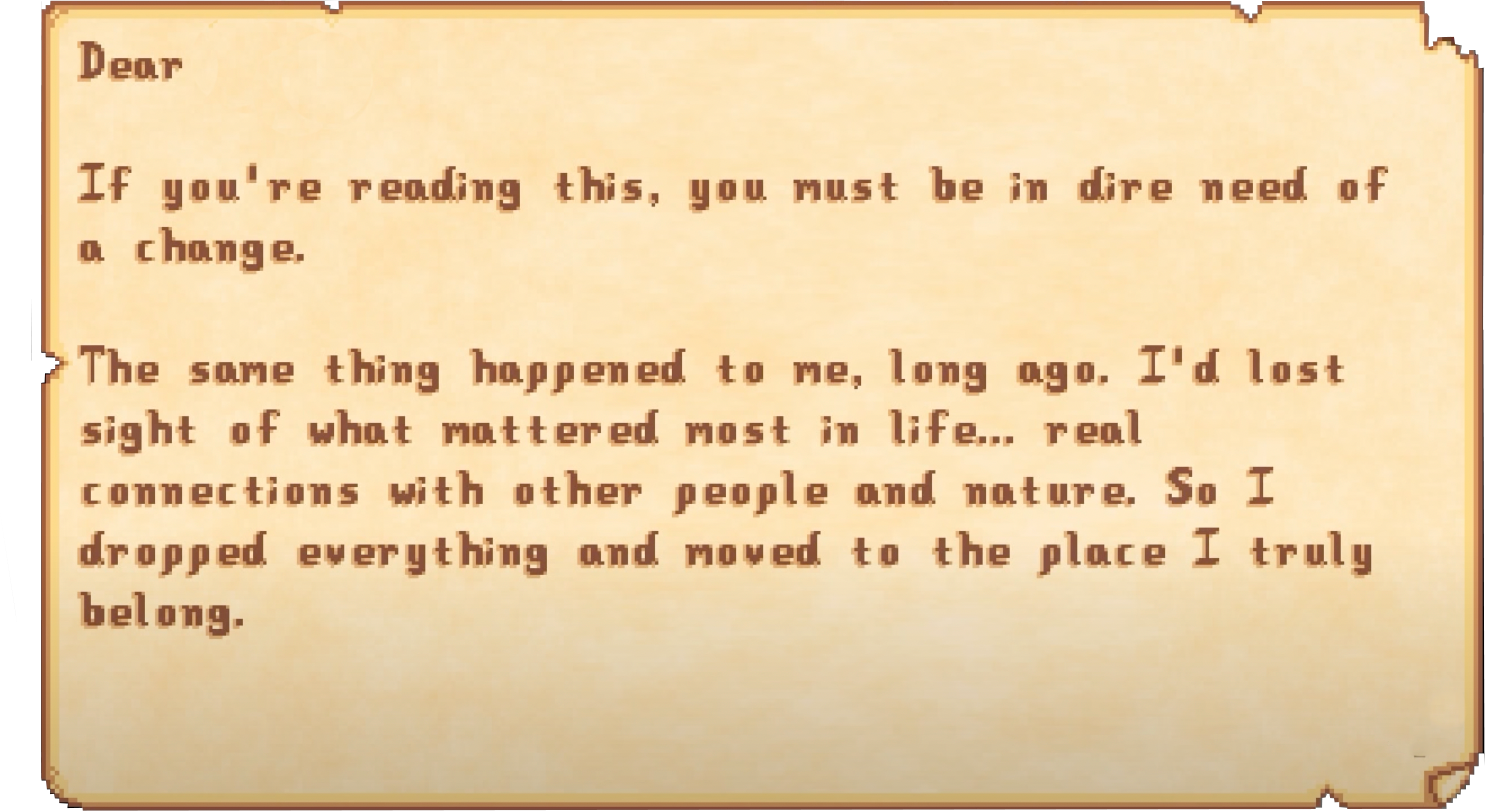 Dear
If you're reading this, you must be in dire need of
a change.
The same thing happened to me, long ago. I'd lost
sight of what mattered most in life... real
connections with other people and nature. So I
dropped everything and moved to the place I truly
belong.